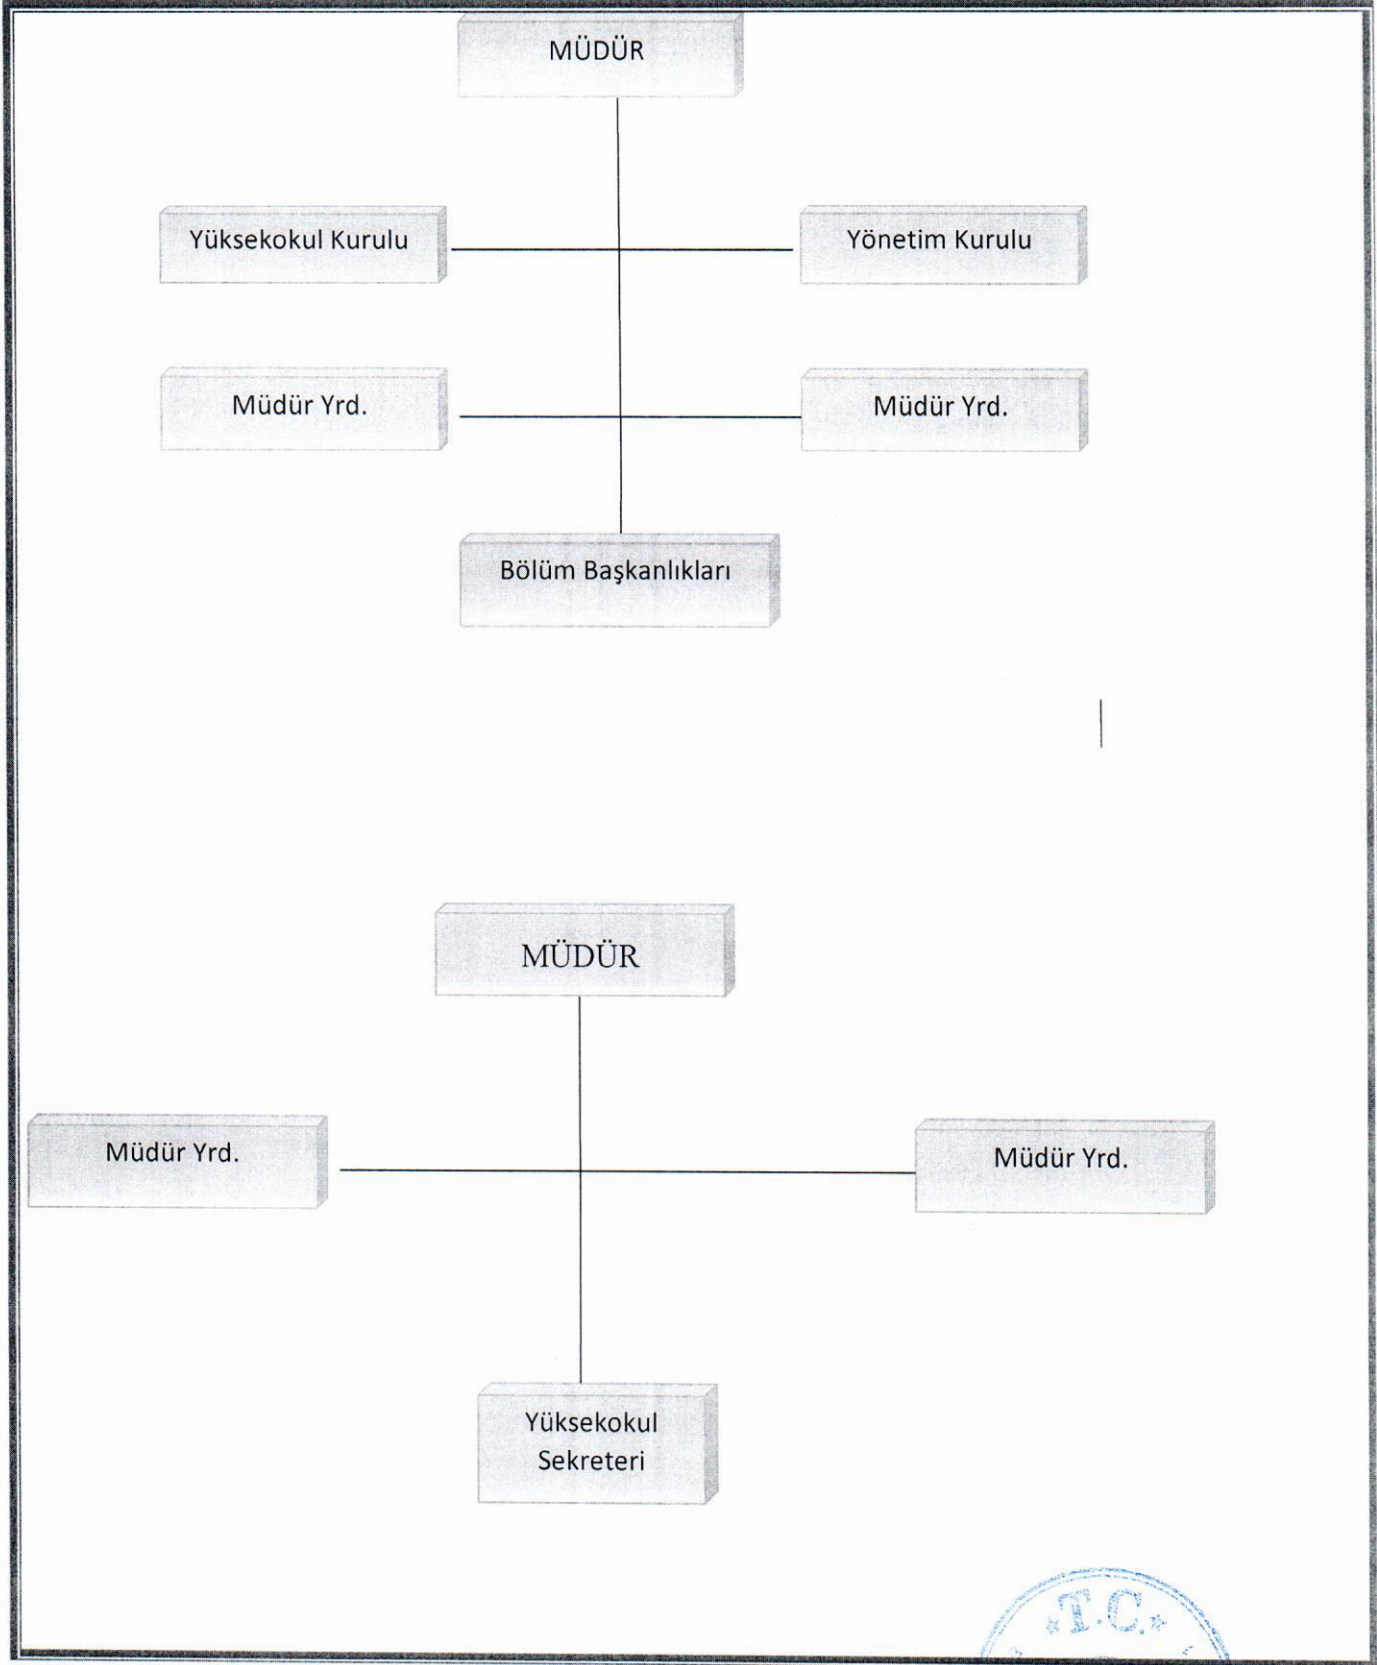 MÜDÜR
Yüksekokul Kurulu
Yönetim Kurulu
Müdür Yrd.
Müdür Yrd.
Bölüm Başkanlıkları
MÜDÜR
Müdür Yrd.
Müdür Yrd.
Yüksekokul
Sekreteri
T.C.